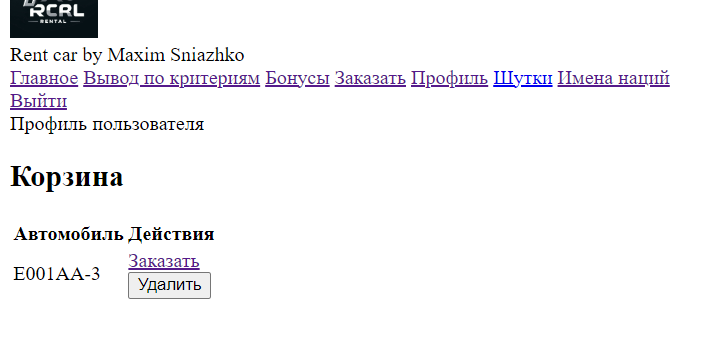 RCRL
RENTAL
Rent car by Maxim Sniazhko
Главное Вывод по критериям Бонусы Заказать Профиль Шутки Имена наций
Выйти
Профиль пользователя
Корзина
Автомобиль Действия
Заказать
E001AA-3
Удалить